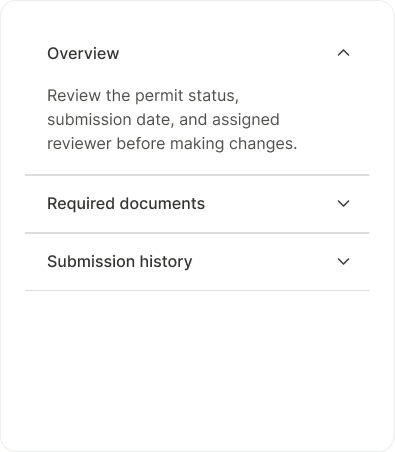 Overview
Review the permit status,
submission date, and assigned
reviewer before making changes.
Required documents
Submission history